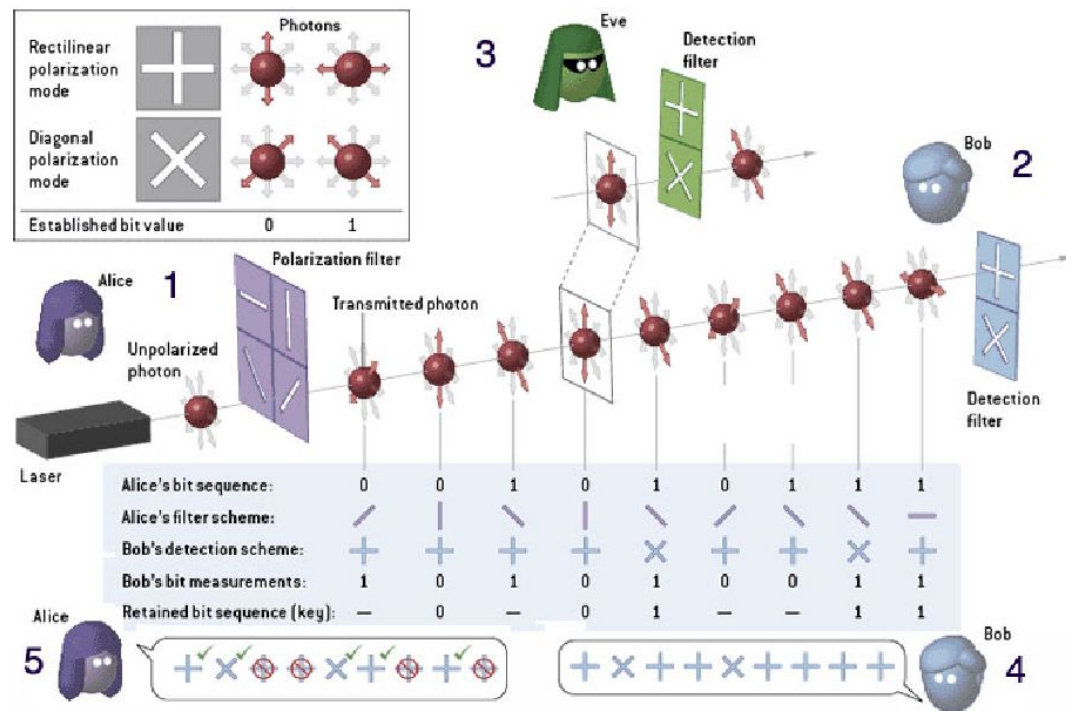 Photons
Rectilinear
polarization
mode
Diagonal
polarization
mode
Established bit value 0 1
3
Eve
Detection
filter
Bob
2
Alice
1
Polarization filter
Transmitted photon
Unpolarized
photon
Laser
Detection
filter
Alice's bit sequence: 0 0 1 0 1 0 1 1 1
Alice's filter scheme:
Bob's detection scheme:
Bob's bit measurements: 1 0 1 0 1 0 0 1 1
Retained bit sequence (key): — 0 — 0 1 — — 1 1
Alice
5
Bob
4